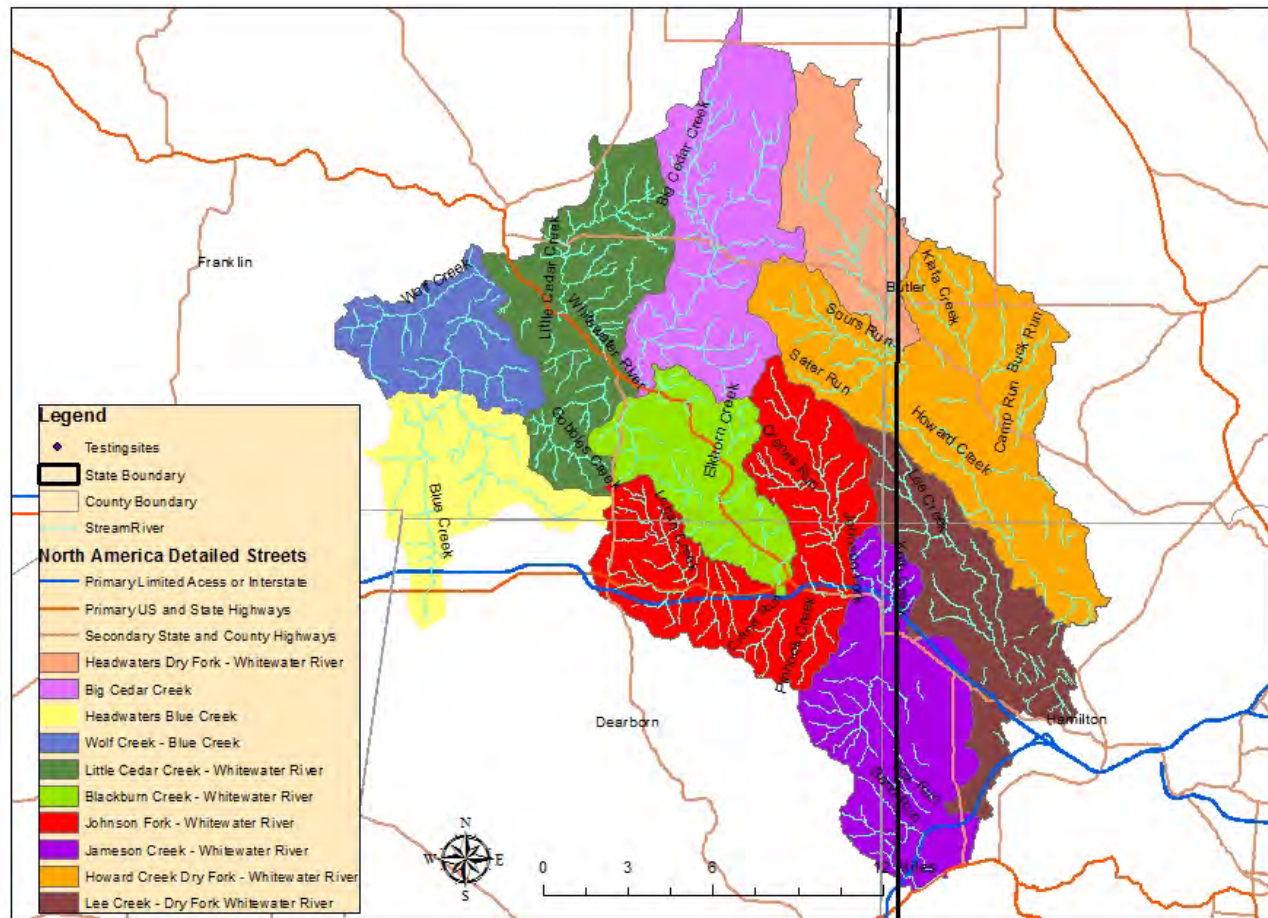 Big Cedar Creek
Franklin
Wolf Creek
Little Cedar Creek
Whitewater River
Kiata Creek
Butler
Sours Run
Sater Run
Buck Run
Camp Run
Howard Creek
Elkhorn Creek
Gobbles Creek
Lee Creek
Blue Creek
Legend
Testingsites
State Boundary
County Boundary
StreamRiver
North America Detailed Streets
Primary Limited Acess or Interstate
Primary US and State Highways
Secondary State and County Highways
Headwaters Dry Fork - Whitewater River
Big Cedar Creek
Headwaters Blue Creek
Wolf Creek - Blue Creek
Little Cedar Creek - Whitewater River
Blackburn Creek - Whitewater River
Johnson Fork - Whitewater River
Jameson Creek - Whitewater River
Howard Creek Dry Fork - Whitewater River
Lee Creek - Dry Fork Whitewater River
Dearborn
Hamilton
N
W E
S
0 3 6 12 Miles